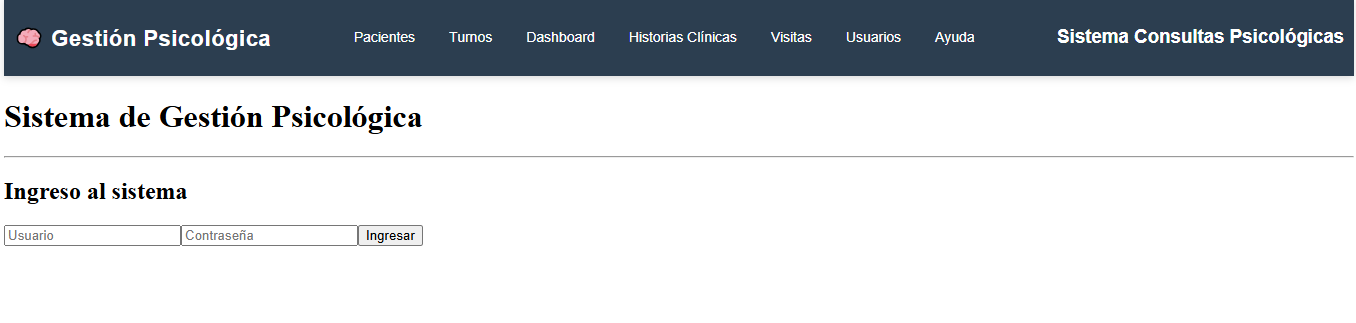 Gestión Psicológica Pacientes Turnos Dashboard Historias Clínicas Visitas Usuarios Ayuda Sistema Consultas Psicológicas
Sistema de Gestión Psicológica
Ingreso al sistema
Usuario Contraseña Ingresar